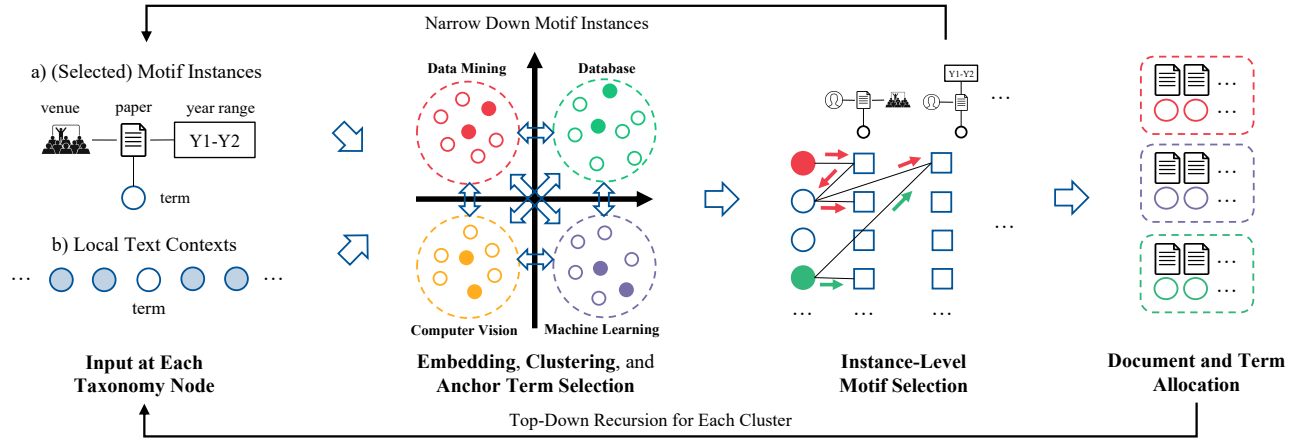 Narrow Down Motif Instances
a) (Selected) Motif Instances
venue
paper
year range
Y1-Y2
term
b) Local Text Contexts
…
…
term
Input at Each
Taxonomy Node
Data Mining
Database
Computer Vision
Machine Learning
Embedding, Clustering, and
Anchor Term Selection
Y1-Y2
…
…
… … …
Instance-Level
Motif Selection
…
…
…
…
…
…
Document and Term
Allocation
Top-Down Recursion for Each Cluster